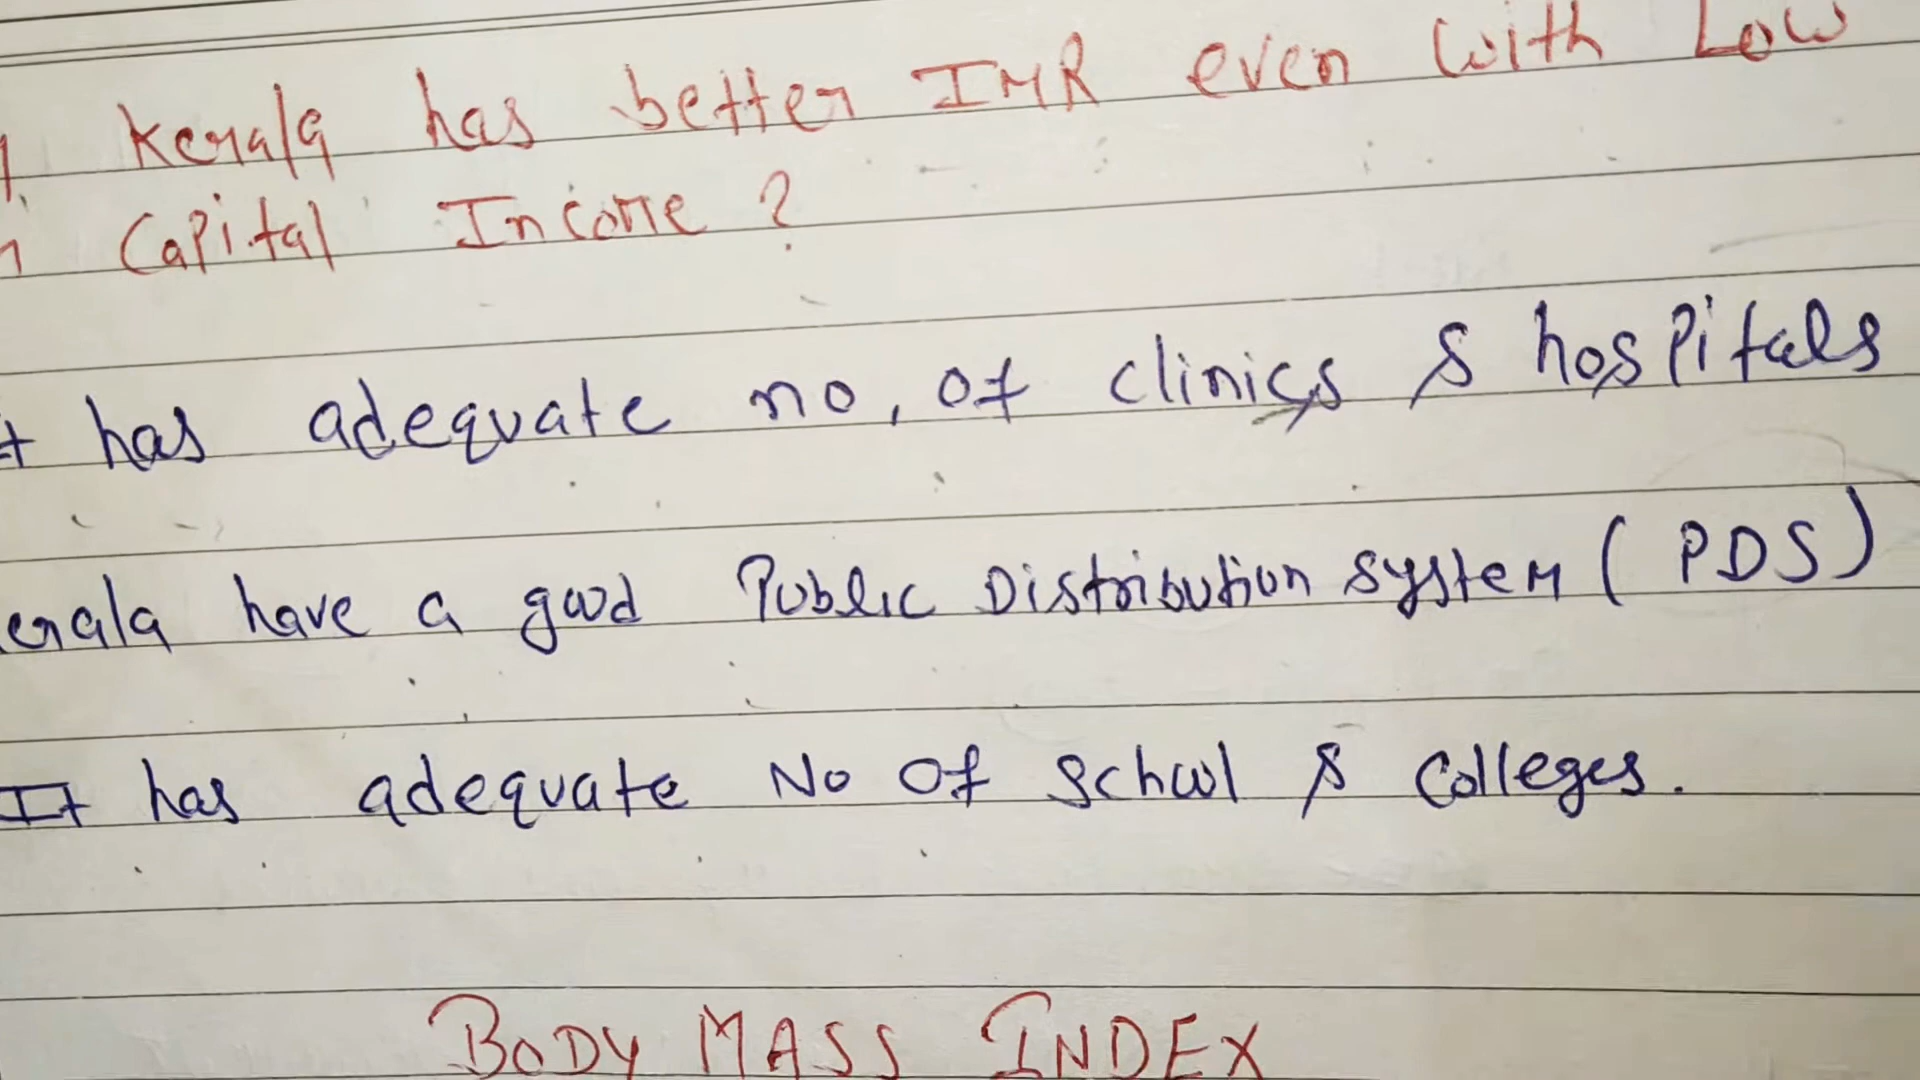 Kerala has better IMR even with Low
Capital Income ?
has adequate no, of clinics & hospitals
erala have a good Public Distribution System ( PDS )
It has adequate No Of School & Colleges.
BODY MASS INDEX